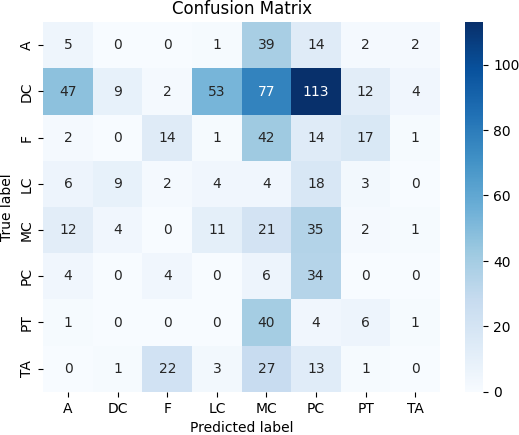 Confusion Matrix
True label
A 5 0 0 1 39 14 2 2
DC 47 9 2 53 77 113 12 4
F 2 0 14 1 42 14 17 1
LC 6 9 2 4 4 18 3 0
MC 12 4 0 11 21 35 2 1
PC 4 0 4 0 6 34 0 0
PT 1 0 0 0 40 4 6 1
TA 0 1 22 3 27 13 1 0
A DC F LC MC PC PT TA
Predicted label
100
80
60
40
20
0